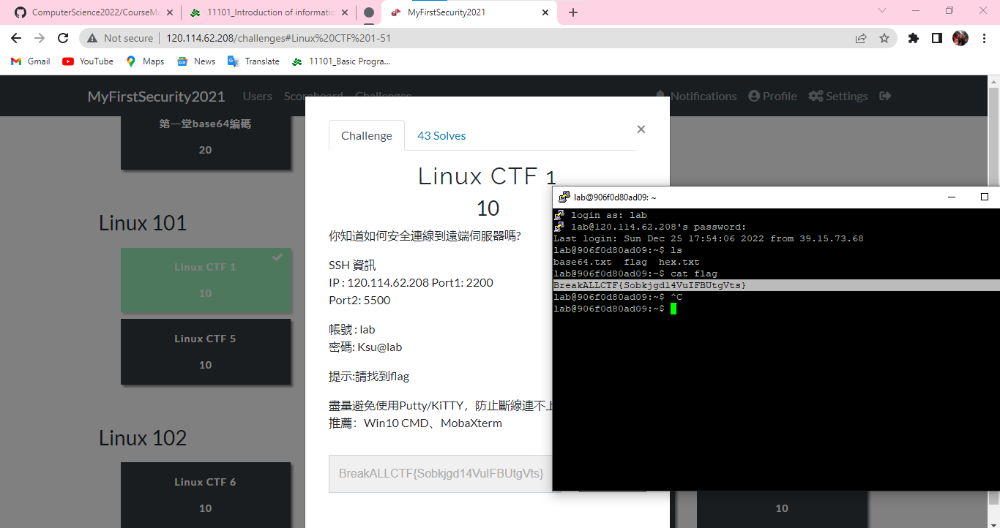 ComputerScience2022/CourseMa
11101_Introduction of informatio
MyFirstSecurity2021
Not secure
120.114.62.208/challenges#Linux%20CTF%201-51
Gmail
YouTube
Maps
News
Translate
11101_Basic Progra...
MyFirstSecurity2021
Users
Scoreboard
Challenges
Notifications
Profile
Settings
第一堂base64編碼
20
Linux 101
Linux CTF 1
10
Linux CTF 5
10
Linux 102
Linux CTF 6
10
10
Challenge
43 Solves
×
Linux CTF 1
10
你知道如何安全連線到遠端伺服器嗎?
SSH 資訊
IP : 120.114.62.208 Port1: 2200
Port2: 5500
帳號 : lab
密碼: Ksu@lab
提示:請找到flag
盡量避免使用Putty/KiTTY，防止斷線連不上
推薦：Win10 CMD、MobaXterm
BreakALLCTF{Sobkjgd14VuIFBUtgVts}
lab@906f0d80ad09: ~
login as: lab
lab@120.114.62.208's password:
Last login: Sun Dec 25 17:54:06 2022 from 39.15.73.68
lab@906f0d80ad09:~$ ls
base64.txt  flag  hex.txt
lab@906f0d80ad09:~$ cat flag
BreakALLCTF{Sobkjgd14VuIFBUtgVts}
lab@906f0d80ad09:~$ ^C
lab@906f0d80ad09:~$